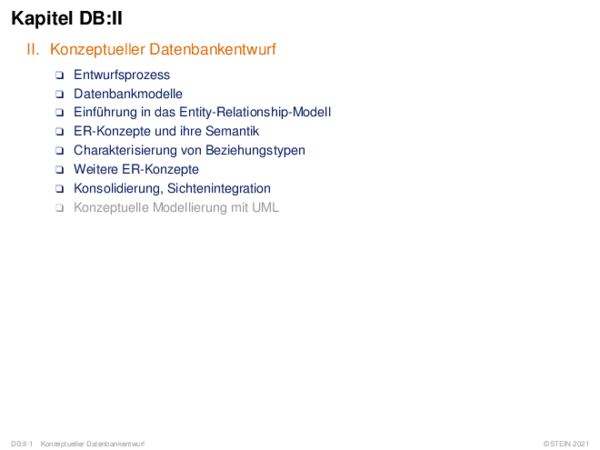 Kapitel DB:II
II. Konzeptueller Datenbankentwurf
❑ Entwurfsprozess
❑ Datenbankmodelle
❑ Einführung in das Entity-Relationship-Modell
❑ ER-Konzepte und ihre Semantik
❑ Charakterisierung von Beziehungstypen
❑ Weitere ER-Konzepte
❑ Konsolidierung, Sichtenintegration
❑ Konzeptuelle Modellierung mit UML
DB:II-1 Konzeptueller Datenbankentwurf ©STEIN 2021